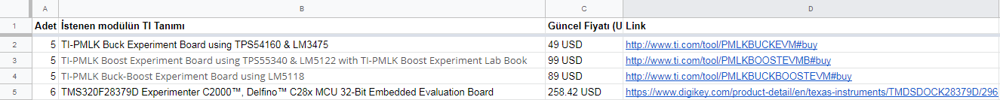 A B C D
1 Adet İstenen modülün TI Tanımı Güncel Fiyatı (U Link
2 5 TI-PMLK Buck Experiment Board using TPS54160 & LM3475 49 USD http://www.ti.com/tool/PMLKBUCKEVM#buy
3 5 TI-PMLK Boost Experiment Board using TPS55340 & LM5122 with TI-PMLK Boost Experiment Lab Book 99 USD http://www.ti.com/tool/PMLKBOOSTEVMB#buy
4 5 TI-PMLK Buck-Boost Experiment Board using LM5118 89 USD http://www.ti.com/tool/PMLKBUCKBOOSTEVM#buy
5 6 TMS320F28379D Experimenter C2000™, Delfino™ C28x MCU 32-Bit Embedded Evaluation Board 258.42 USD https://www.digikey.com/product-detail/en/texas-instruments/TMDSDOCK28379D/296